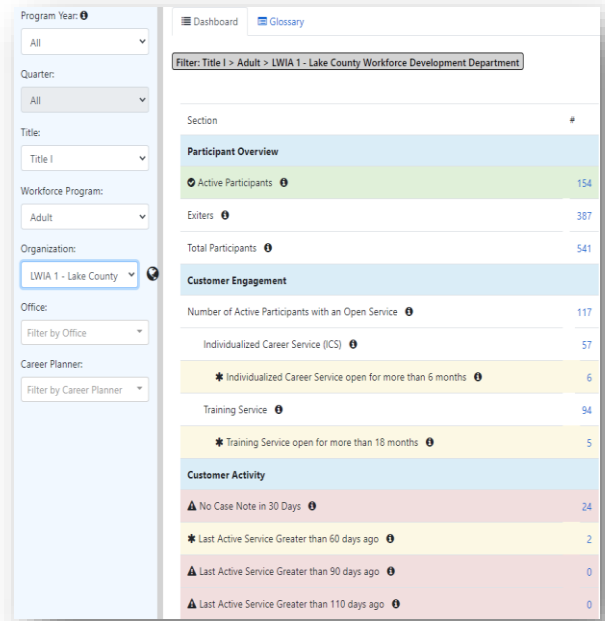 Program Year:
All
Quarter:
All
Title:
Title I
Workforce Program:
Adult
Organization:
LWIA 1 - Lake County
Office:
Filter by Office
Career Planner:
Filter by Career Planner
Dashboard
Glossary
Filter: Title I > Adult > LWIA 1 - Lake County Workforce Development Department
Section #
Participant Overview
Active Participants 154
Exiters 387
Total Participants 541
Customer Engagement
Number of Active Participants with an Open Service 117
Individualized Career Service (ICS) 57
Individualized Career Service open for more than 6 months 6
Training Service 94
Training Service open for more than 18 months 5
Customer Activity
No Case Note in 30 Days 24
Last Active Service Greater than 60 days ago 2
Last Active Service Greater than 90 days ago 0
Last Active Service Greater than 110 days ago 0